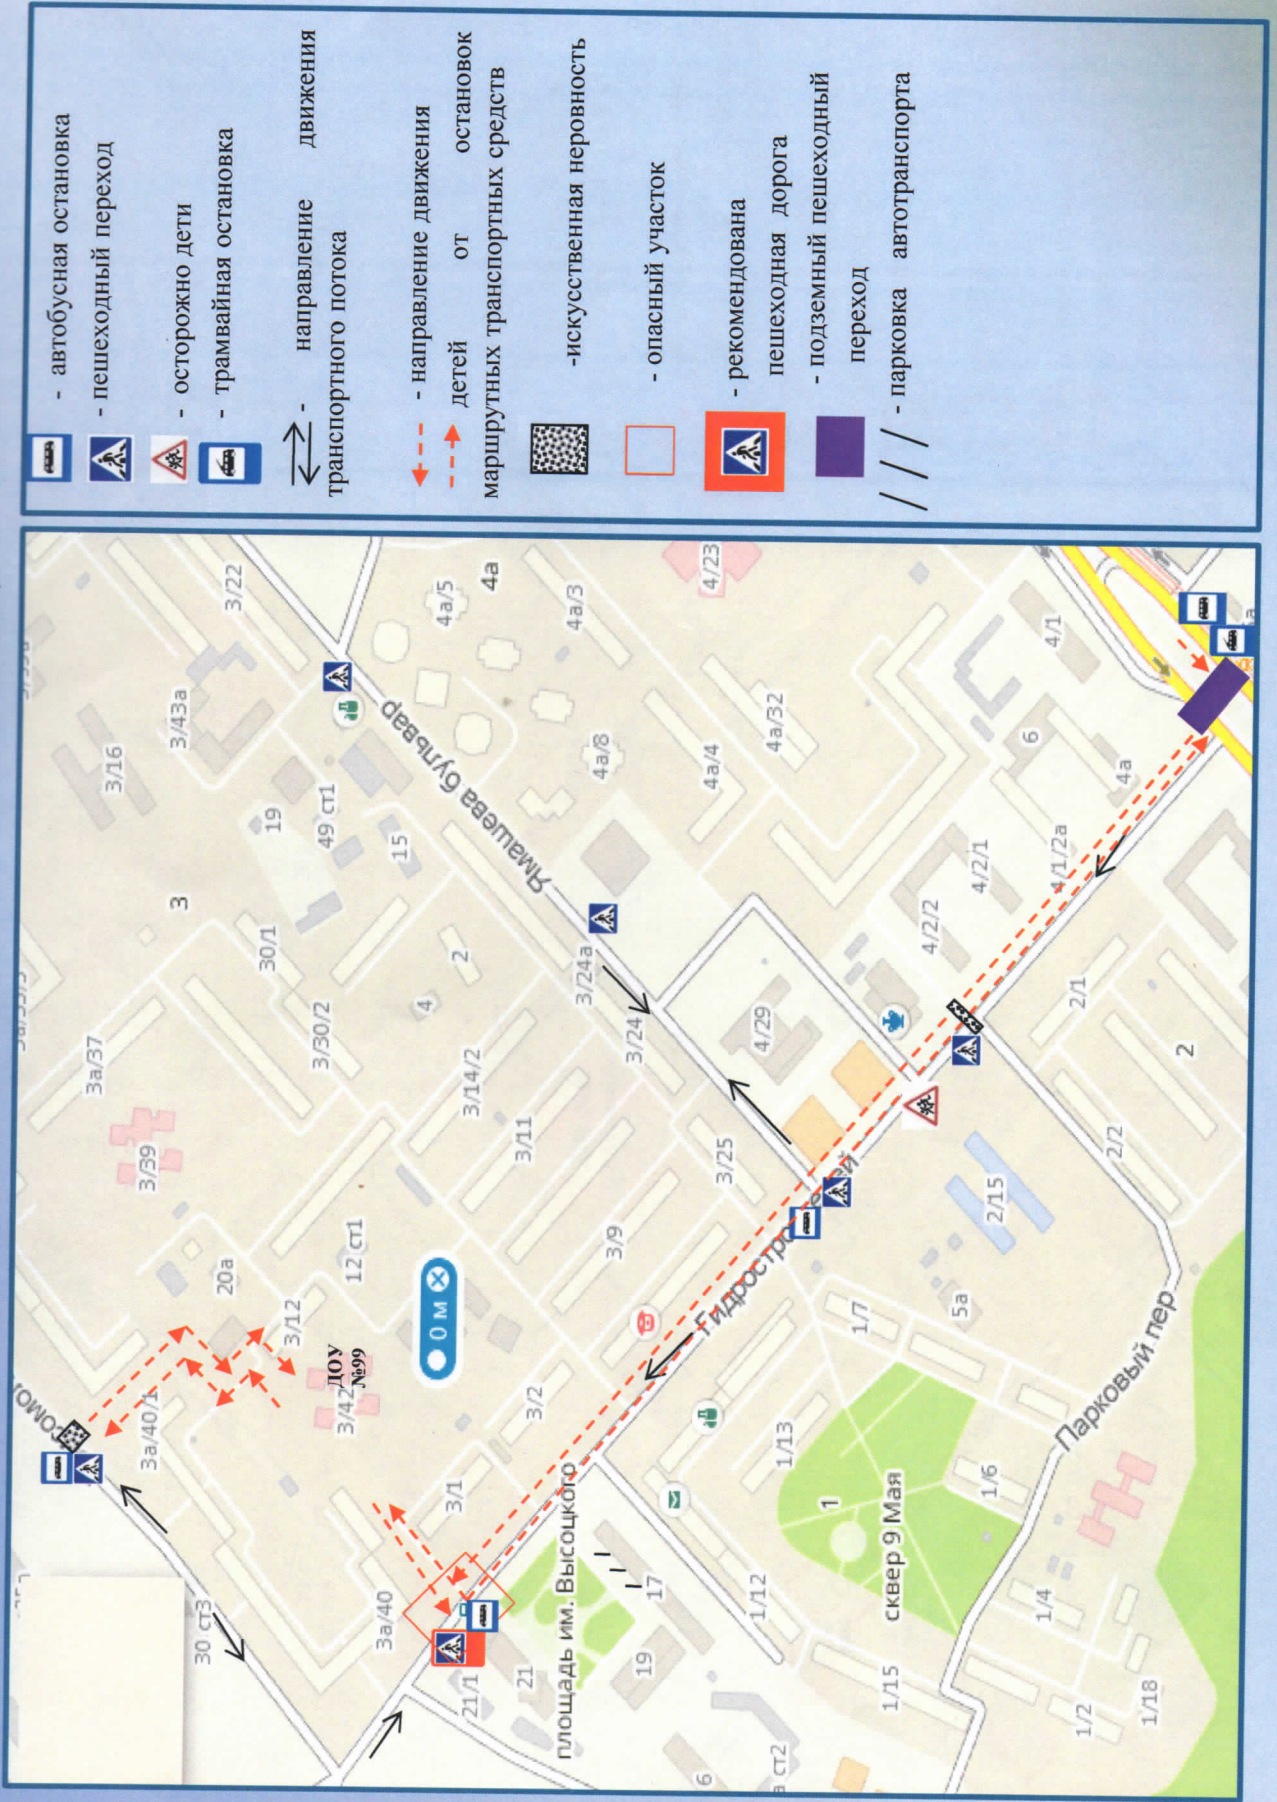 - автобусная остановка
- пешеходный переход
- осторожно дети
- трамвайная остановка
- направление движения
транспортного потока
- направление движения
детей от остановок
маршрутных транспортных средств
-искусственная неровность
- опасный участок
- рекомендована
пешеходная дорога
- подземный пешеходный
переход
- парковка автотранспорта
3/22
4а/5
4а
4а/3
4/23
3/16
3/43а
4/1
Ямашева бульвар
4а/8
4а/4
4а/32
6
4а
19
49 ст1
15
3
30/1
2
3/24а
4/2/2
4/2/1
4/1/2а
3а/37
3/30/2
4
3/14/2
3/24
4/29
2/1
2
3/39
3/11
3/25
2/2
20а
12 ст1
3/9
2/15
3/12
0 м
1/7
5а
ДОУ
№99
3/42
3/2
Парковый пер
3а/40/1
3/1
1/13
1
сквер 9 Мая
1/6
площадь им. Высоцкого
30 ст3
3а/40
17
1/12
1/4
21/1
21
19
1/15
1/2
1/18
6
ст2